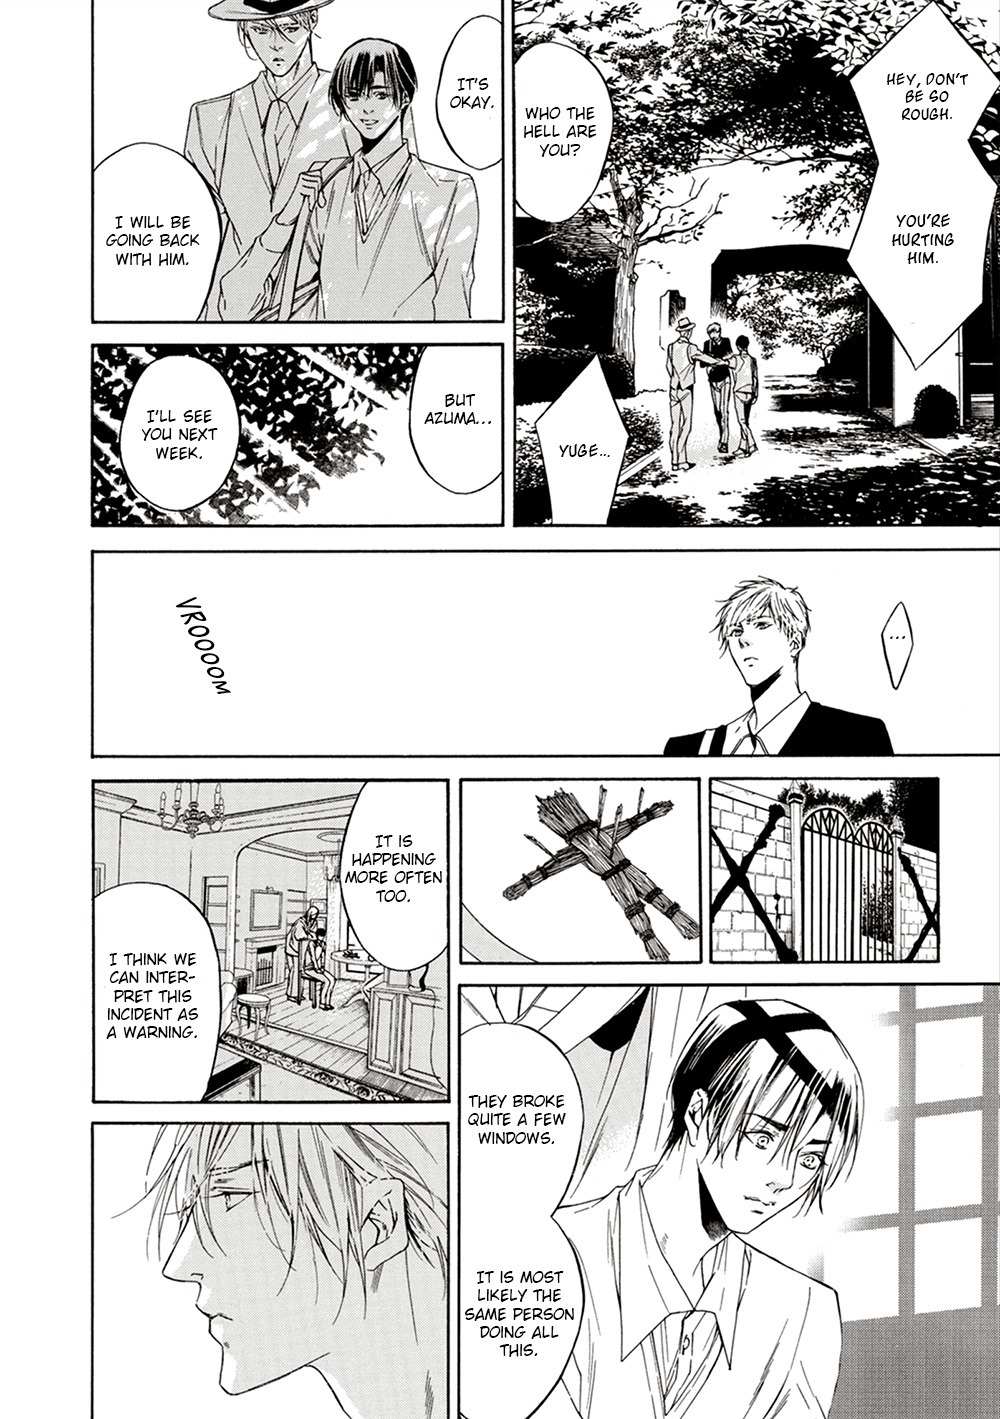 HEY, DON'T
BE SO
ROUGH.
YOU'RE
HURTING
HIM.
WHO THE
HELL ARE
YOU?
YUGE...
IT'S
OKAY.
I WILL BE
GOING BACK
WITH HIM.
BUT
AZUMA...
I'LL SEE
YOU NEXT
WEEK.
...
VROOOOM
IT IS
HAPPENING
MORE OFTEN
TOO.
I THINK WE
CAN INTER-
PRET THIS
INCIDENT AS
A WARNING.
THEY BROKE
QUITE A FEW
WINDOWS.
IT IS MOST
LIKELY THE
SAME PERSON
DOING ALL
THIS.